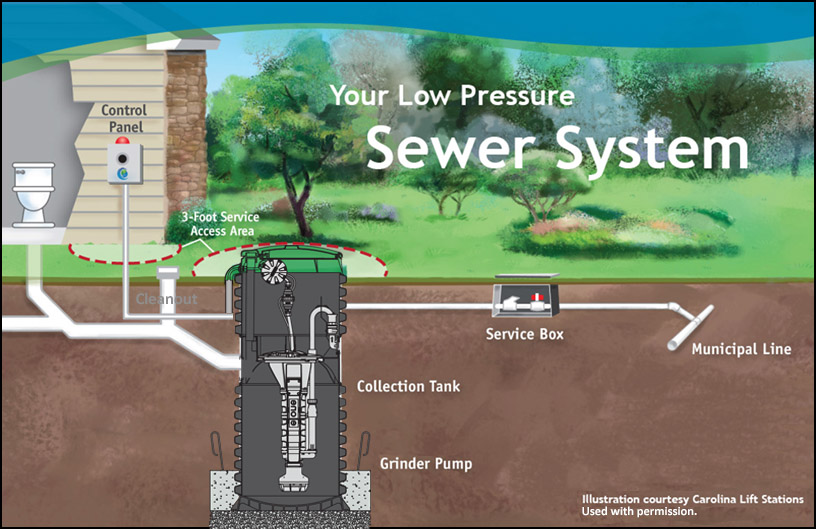 Your Low Pressure
Sewer System
Control
Panel
3-Foot Service
Access Area
Cleanout
Service Box
Municipal Line
Collection Tank
Grinder Pump
Illustration courtesy Carolina Lift Stations
Used with permission.